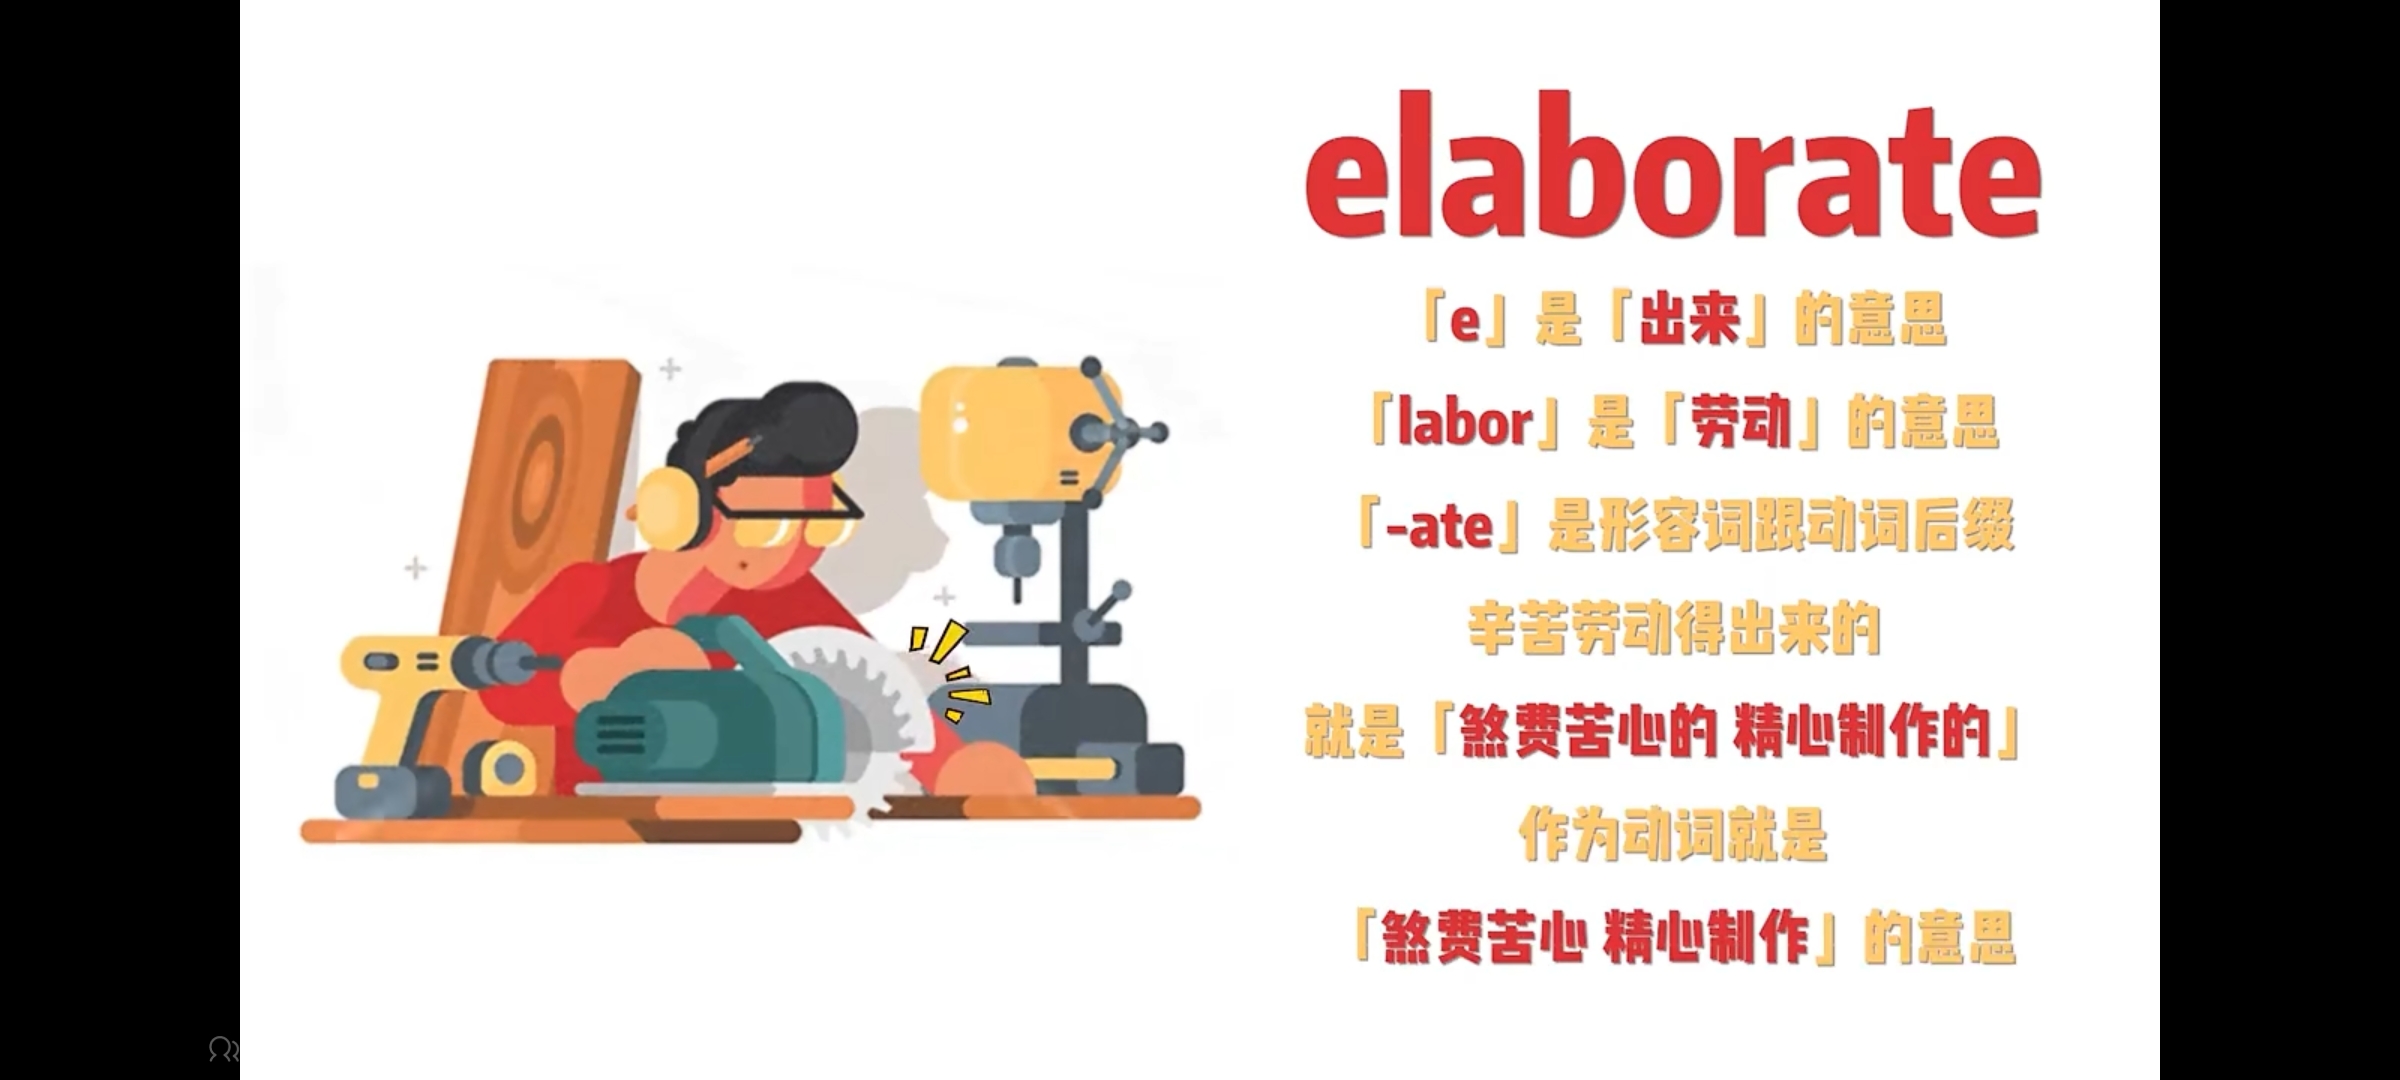 elaborate
「e」是「出来」的意思
「labor」是「劳动」的意思
「-ate」是形容词跟动词后缀
辛苦劳动得出来的
就是「煞费苦心的 精心制作的」
作为动词就是
「煞费苦心 精心制作」的意思